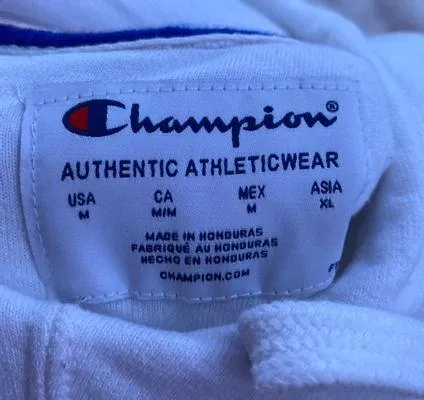 Champion®
AUTHENTIC ATHLETICWEAR
USA CA MEX ASIA
M M/M M XL
MADE IN HONDURAS
FABRIQUÉ AU HONDURAS
HECHO EN HONDURAS
CHAMPION.COM